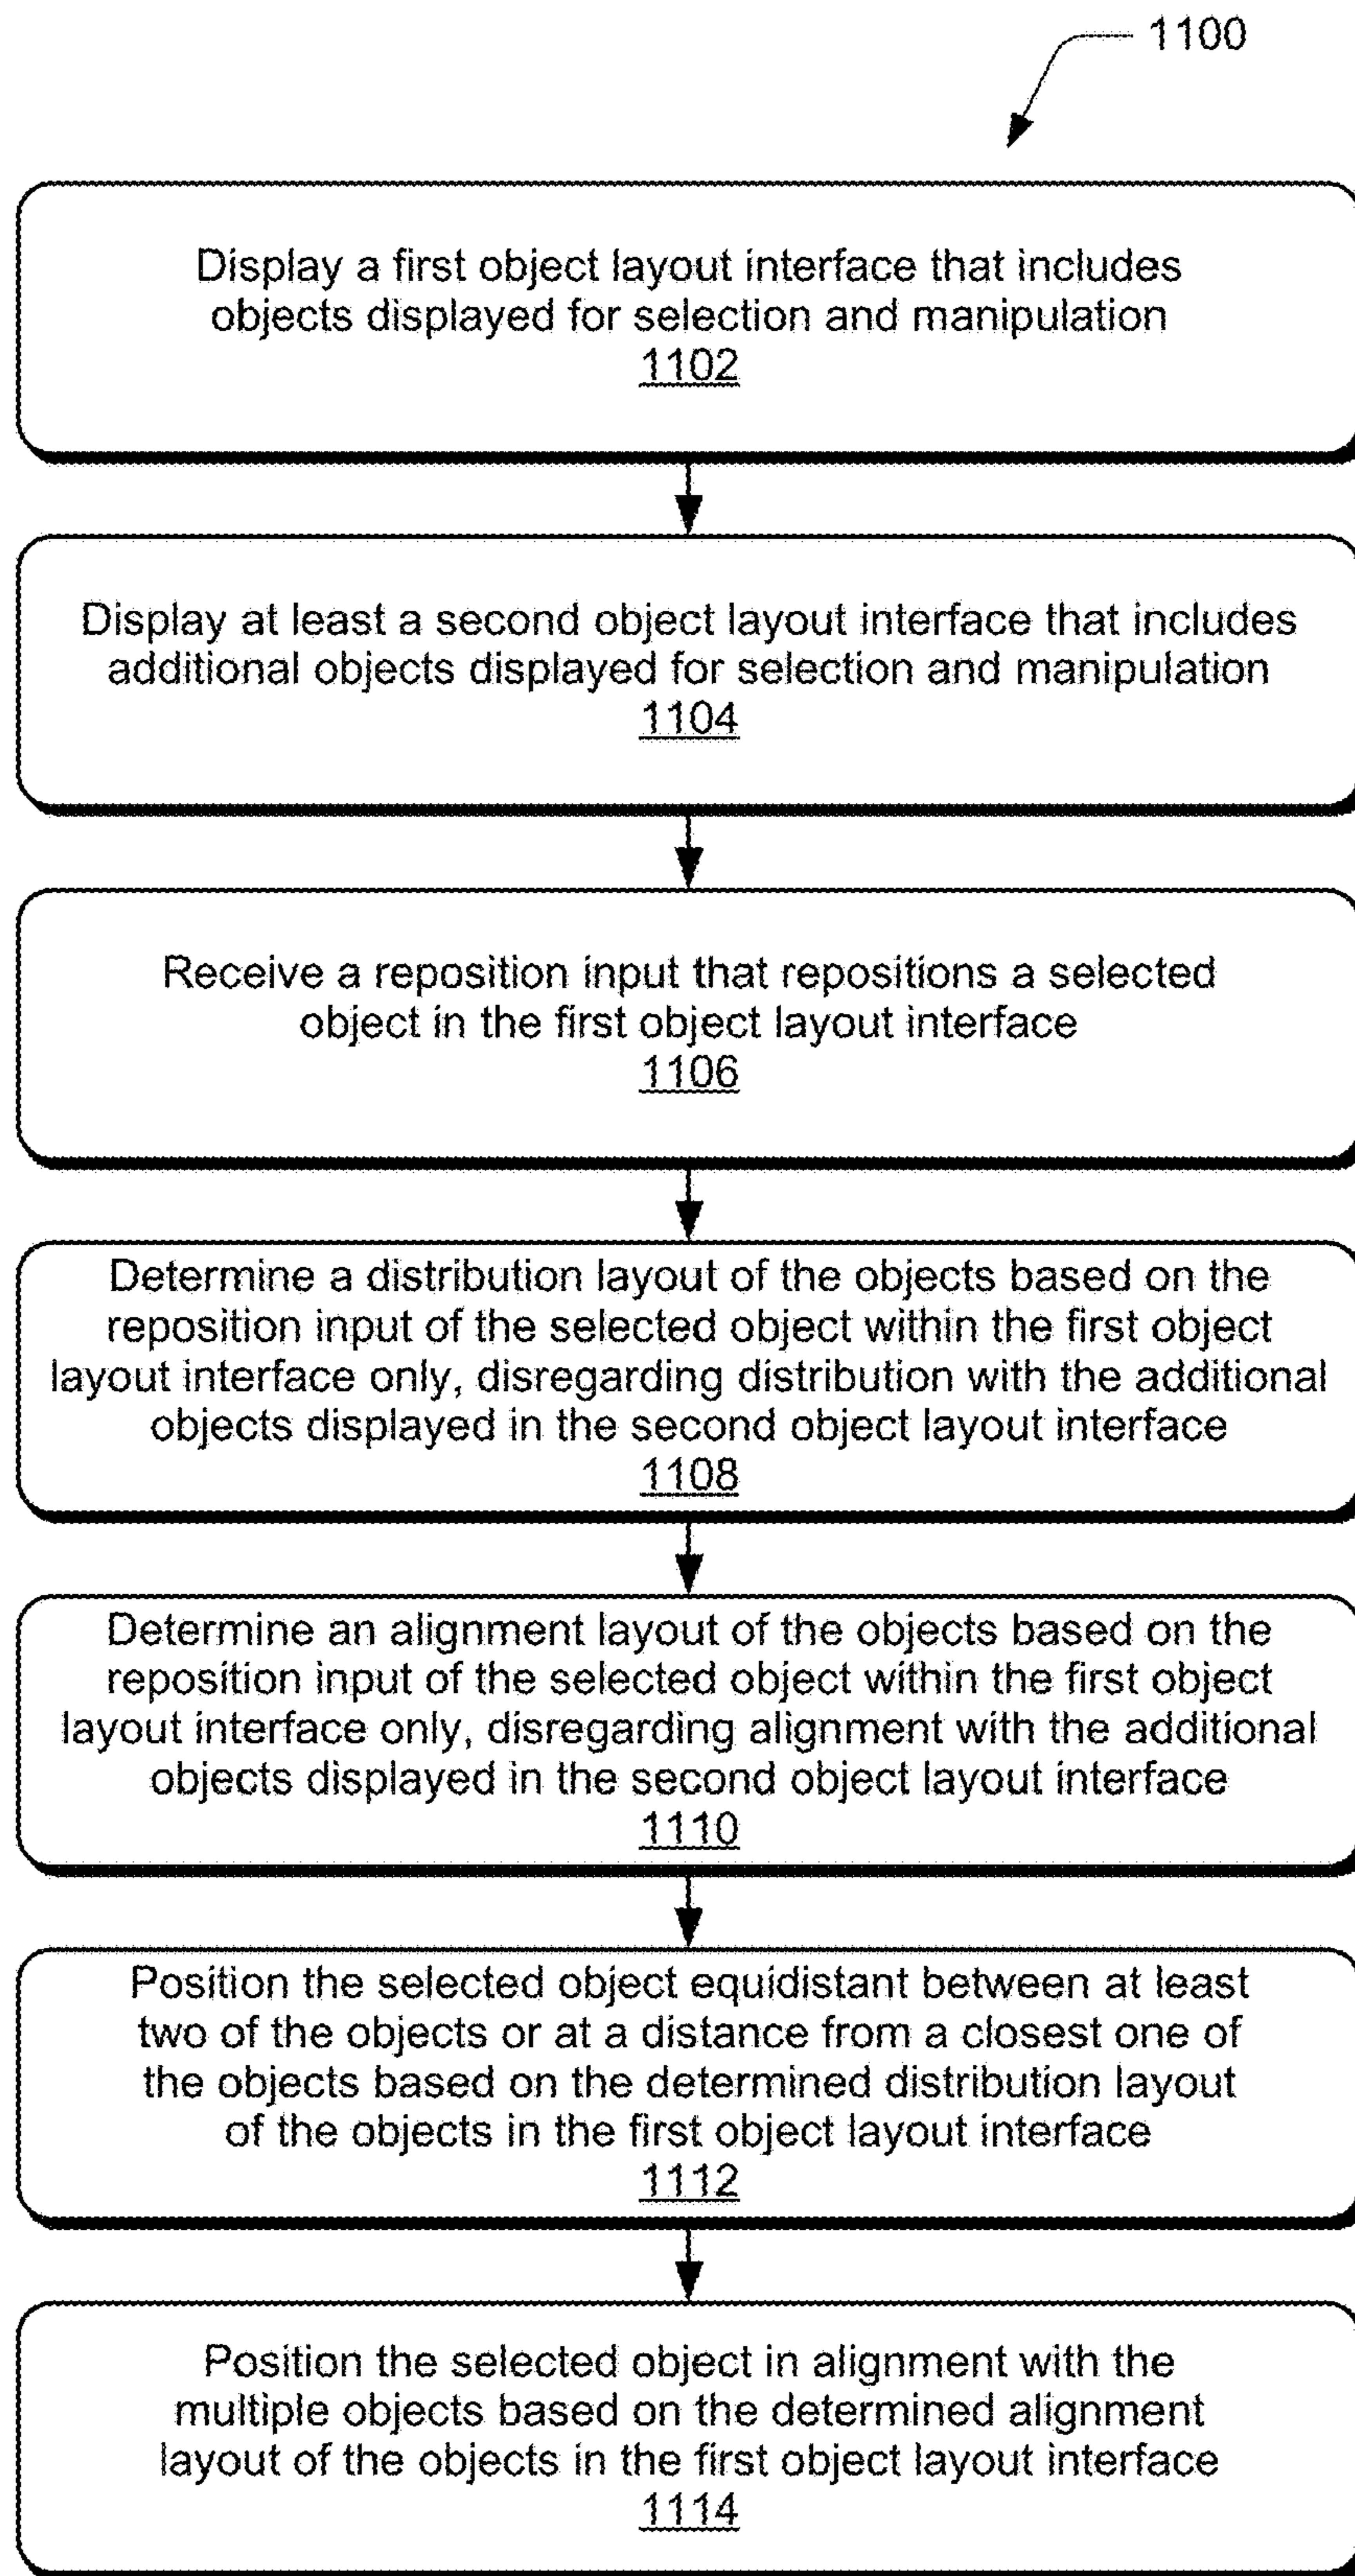 1100
Display a first object layout interface that includes
objects displayed for selection and manipulation
1102
Display at least a second object layout interface that includes
additional objects displayed for selection and manipulation
1104
Receive a reposition input that repositions a selected
object in the first object layout interface
1106
Determine a distribution layout of the objects based on the
reposition input of the selected object within the first object
layout interface only, disregarding distribution with the additional
objects displayed in the second object layout interface
1108
Determine an alignment layout of the objects based on the
reposition input of the selected object within the first object
layout interface only, disregarding alignment with the additional
objects displayed in the second object layout interface
1110
Position the selected object equidistant between at least
two of the objects or at a distance from a closest one of
the objects based on the determined distribution layout
of the objects in the first object layout interface
1112
Position the selected object in alignment with the
multiple objects based on the determined alignment
layout of the objects in the first object layout interface
1114